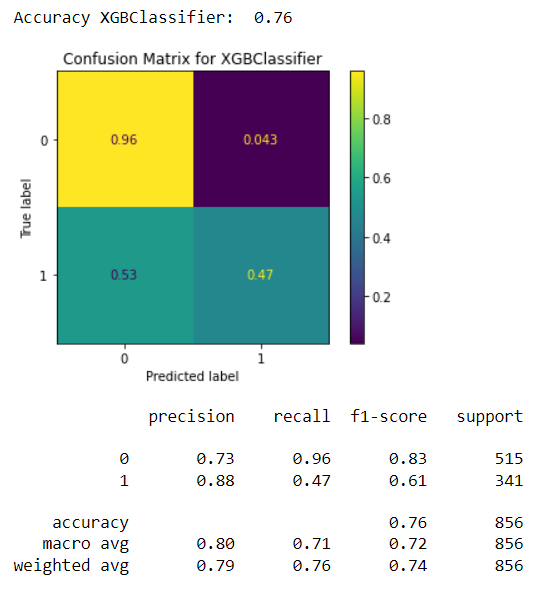 Accuracy XGBClassifier:  0.76
Confusion Matrix for XGBClassifier
0 0.96 0.043
1 0.53 0.47
True label
0 1
Predicted label
0.8
0.6
0.4
0.2
precision recall f1-score support
0 0.73 0.96 0.83 515
1 0.88 0.47 0.61 341
accuracy 0.76 856
macro avg 0.80 0.71 0.72 856
weighted avg 0.79 0.76 0.74 856